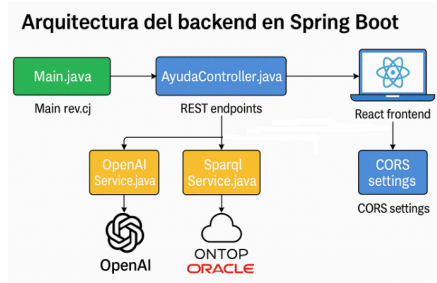 Arquitectura del backend en Spring Boot
Main.java
AyudaController.java
Main rev.cj
REST endpoints
React frontend
OpenAI
Service.java
Sparql
Service.java
CORS
settings
CORS settings
OpenAI
ONTOP
ORACLE